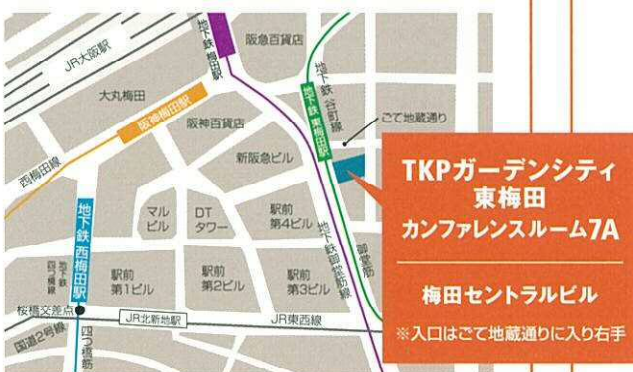 JR大阪駅
地下鉄 梅田駅
阪急百貨店
大丸梅田
阪神梅田駅
阪神百貨店
地下鉄 東梅田駅
地下鉄 谷町線
ごて地蔵通り
西梅田線
新阪急ビル
地下鉄 西梅田駅
マル
ビル
DT
タワー
駅前
第4ビル
地下鉄御堂筋線
御堂筋
地下鉄
四つ橋線
駅前
第1ビル
駅前
第2ビル
駅前
第3ビル
桜橋交差点
JR北新地駅
JR東西線
国道2号線
四つ橋筋
TKPガーデンシティ
東梅田
カンファレンスルーム7A
梅田セントラルビル
※入口はごて地蔵通りに入り右手